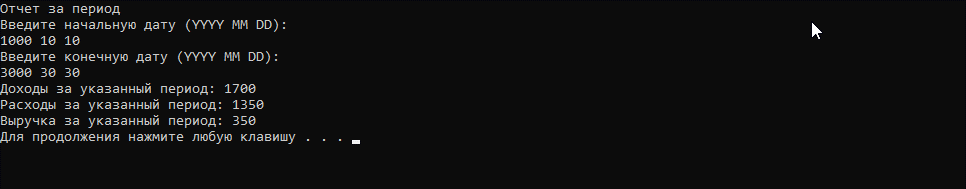 Отчет за период
Введите начальную дату (YYYY MM DD):
1000 10 10
Введите конечную дату (YYYY MM DD):
3000 30 30
Доходы за указанный период: 1700
Расходы за указанный период: 1350
Выручка за указанный период: 350
Для продолжения нажмите любую клавишу . . .